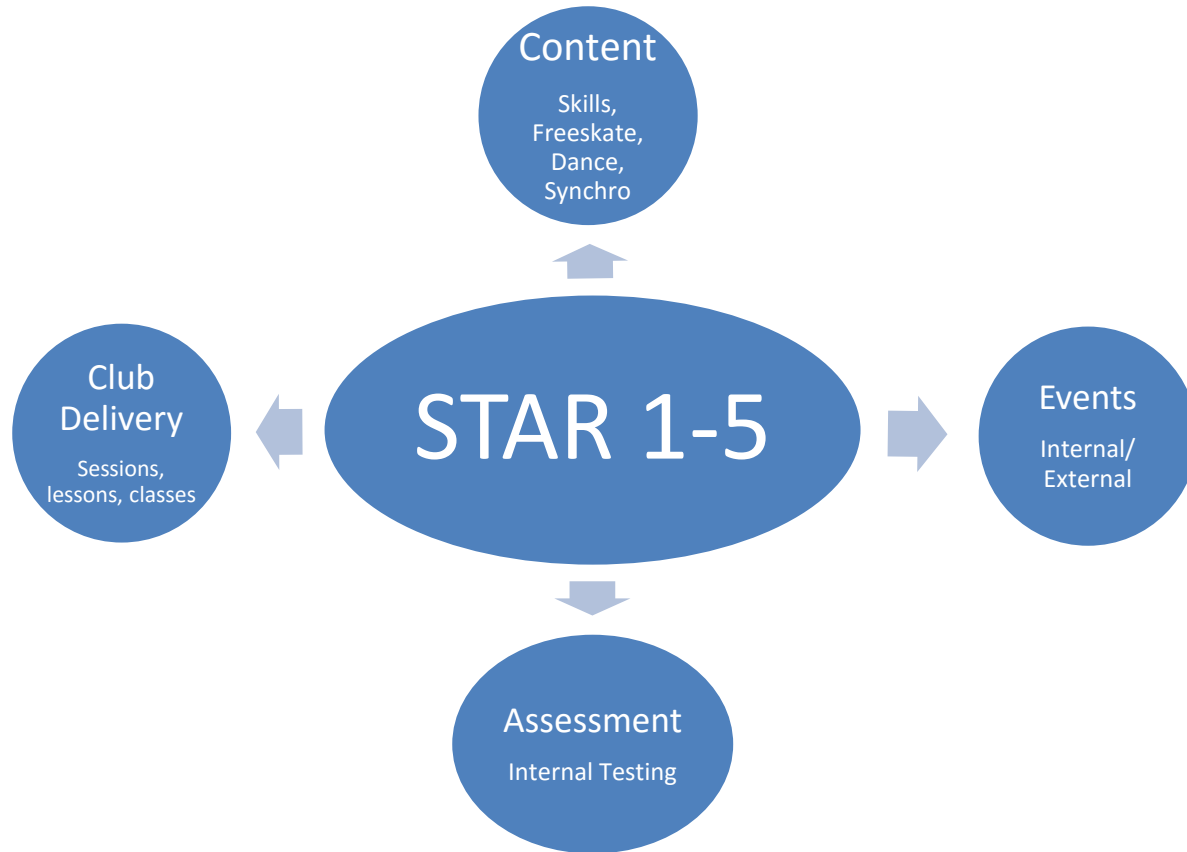 Content
Skills,
Freeskate,
Dance,
Synchro
Club
Delivery
Sessions,
lessons, classes
STAR 1-5
Events
Internal/
External
Assessment
Internal Testing